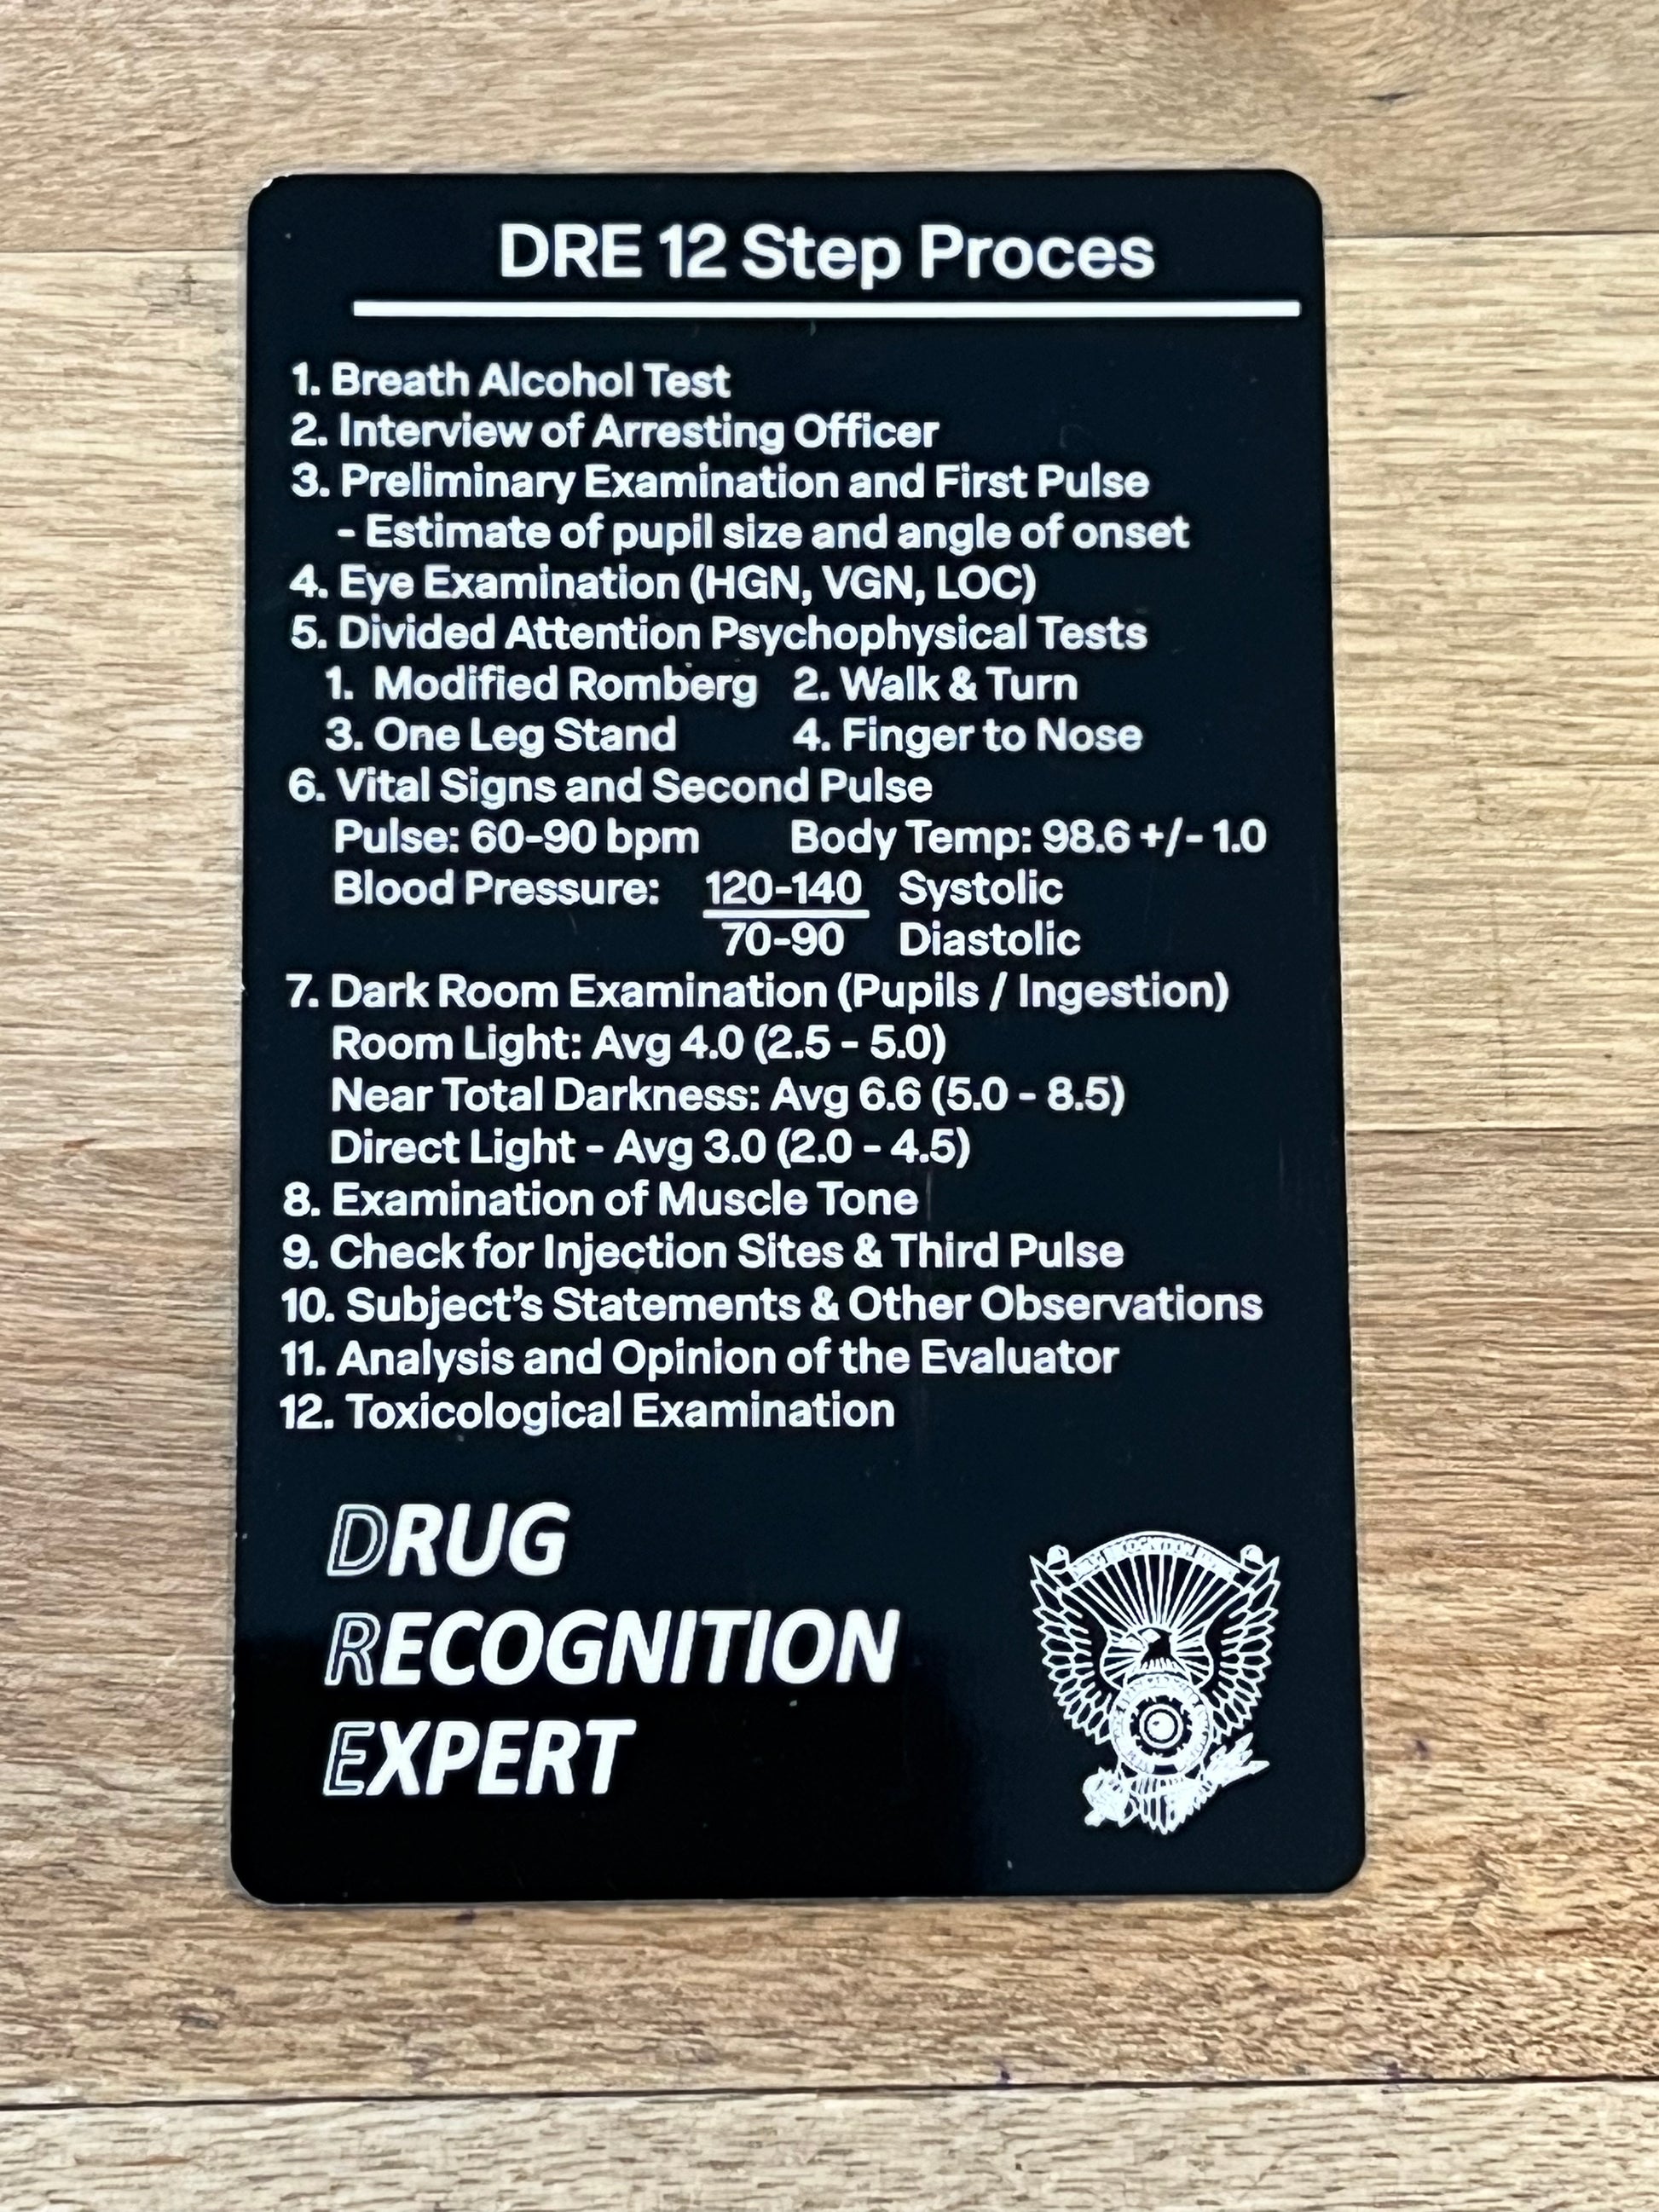 DRE 12 Step Proces
1. Breath Alcohol Test
2. Interview of Arresting Officer
3. Preliminary Examination and First Pulse
- Estimate of pupil size and angle of onset
4. Eye Examination (HGN, VGN, LOC)
5. Divided Attention Psychophysical Tests
1. Modified Romberg 2. Walk & Turn
3. One Leg Stand 4. Finger to Nose
6. Vital Signs and Second Pulse
Pulse: 60-90 bpm Body Temp: 98.6 +/- 1.0
Blood Pressure: 120-140 Systolic
70-90 Diastolic
7. Dark Room Examination (Pupils / Ingestion)
Room Light: Avg 4.0 (2.5 - 5.0)
Near Total Darkness: Avg 6.6 (5.0 - 8.5)
Direct Light - Avg 3.0 (2.0 - 4.5)
8. Examination of Muscle Tone
9. Check for Injection Sites & Third Pulse
10. Subject's Statements & Other Observations
11. Analysis and Opinion of the Evaluator
12. Toxicological Examination
DRUG
RECOGNITION
EXPERT